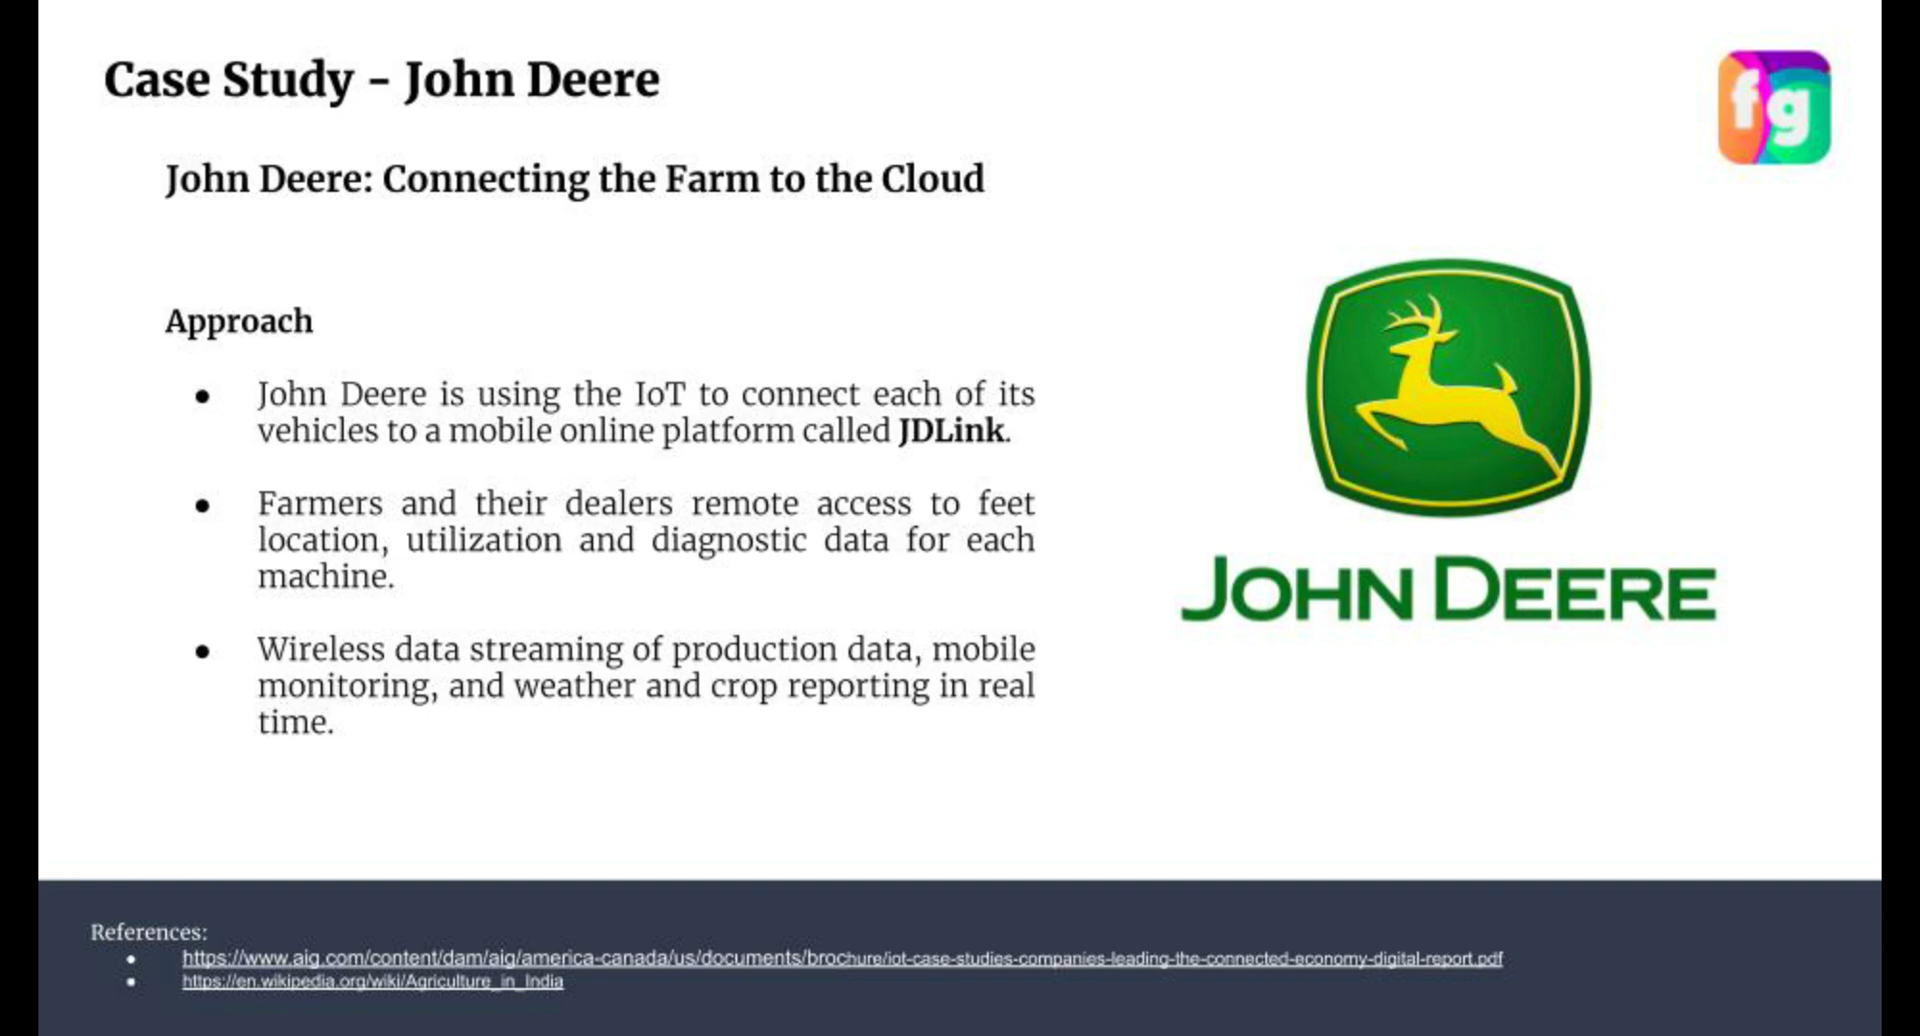 Case Study - John Deere
fg
John Deere: Connecting the Farm to the Cloud
Approach
● John Deere is using the IoT to connect each of its
vehicles to a mobile online platform called JDLink.
● Farmers and their dealers remote access to feet
location, utilization and diagnostic data for each
machine.
● Wireless data streaming of production data, mobile
monitoring, and weather and crop reporting in real
time.
JOHN DEERE
References:
● https://www.aig.com/content/dam/aig/america-canada/us/documents/brochure/iot-case-studies-companies-leading-the-connected-economy-digital-report.pdf
● https://en.wikipedia.org/wiki/Agriculture_in_India